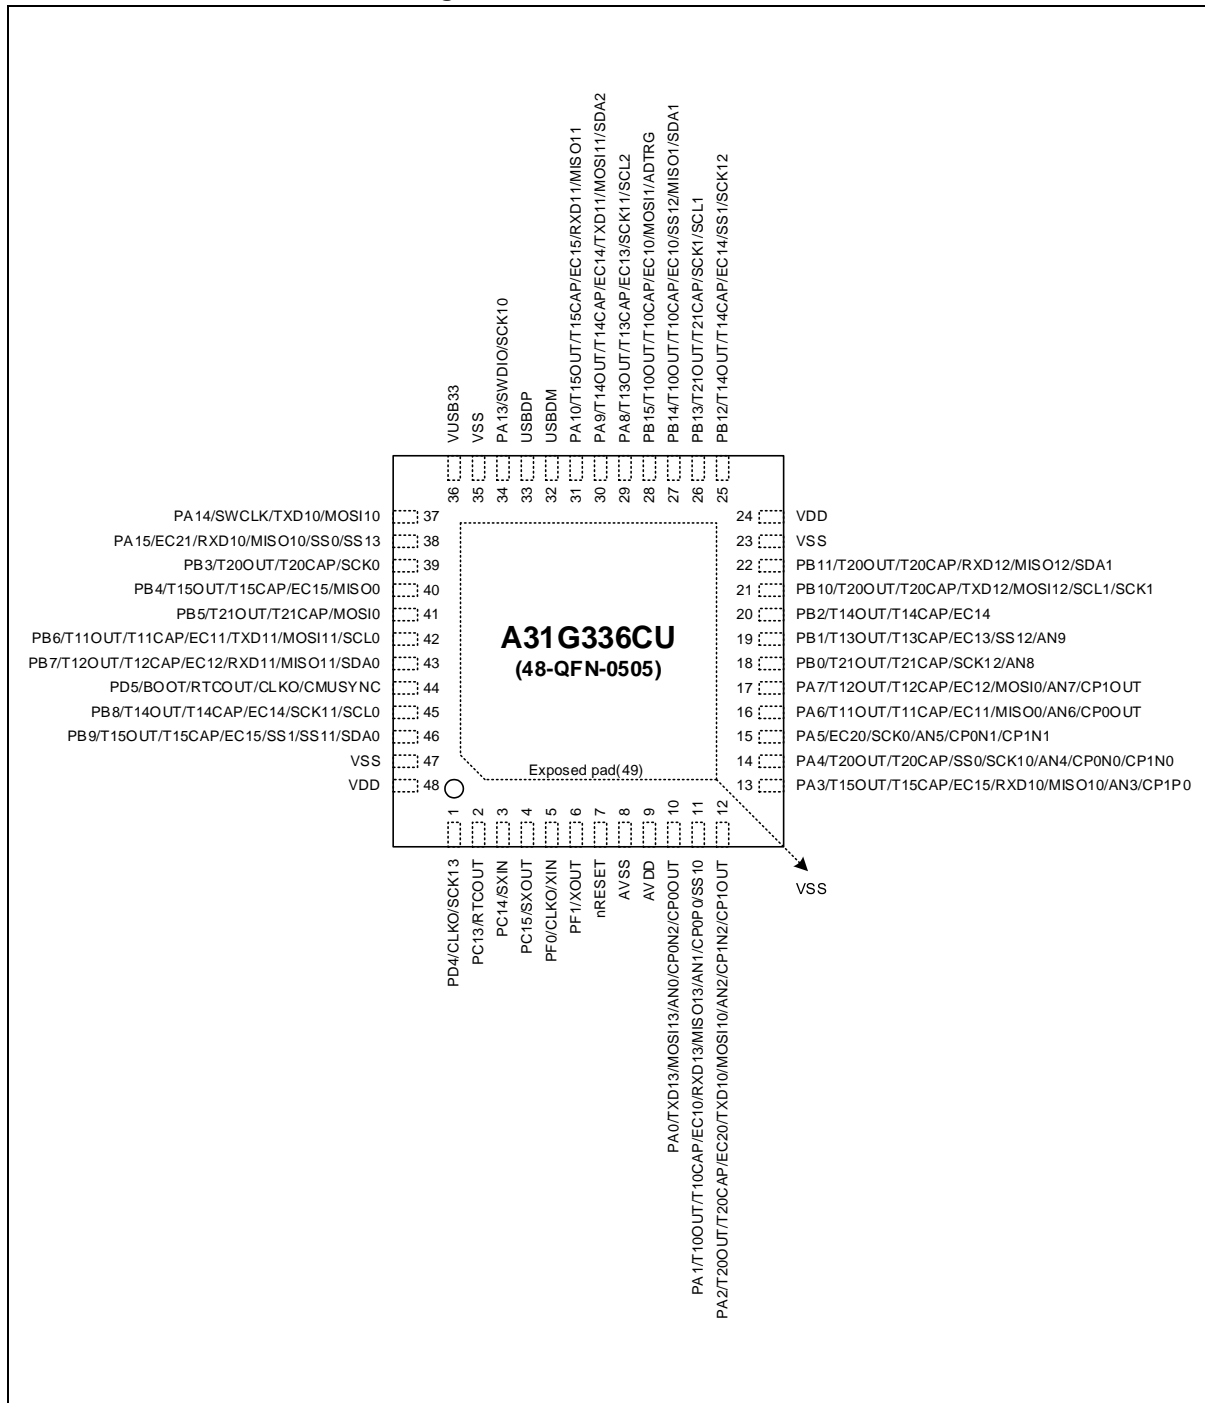 PA10/T15OUT/T15CAP/EC15/RXD11/MISO11
PA9/T14OUT/T14CAP/EC14/TXD11/MOSI11/SDA2
PA8/T13OUT/T13CAP/EC13/SCK11/SCL2
PB15/T10OUT/T10CAP/EC10/MOSI1/ADTRG
PB14/T10OUT/T10CAP/EC10/SS12/MISO1/SDA1
PB13/T21OUT/T21CAP/SCK1/SCL1
PB12/T14OUT/T14CAP/EC14/SS1/SCK12
VUSB33
VSS
PA13/SWDIO/SCK10
USBDP
USBDM
36 35 34 33 32 31 30 29 28 27 26 25
PA14/SWCLK/TXD10/MOSI10 37
PA15/EC21/RXD10/MISO10/SS0/SS13 38
PB3/T20OUT/T20CAP/SCK0 39
PB4/T15OUT/T15CAP/EC15/MISO0 40
PB5/T21OUT/T21CAP/MOSI0 41
PB6/T11OUT/T11CAP/EC11/TXD11/MOSI11/SCL0 42
PB7/T12OUT/T12CAP/EC12/RXD11/MISO11/SDA0 43
PD5/BOOT/RTCOUT/CLKO/CMUSYNC 44
PB8/T14OUT/T14CAP/EC14/SCK11/SCL0 45
PB9/T15OUT/T15CAP/EC15/SS1/SS11/SDA0 46
VSS 47
VDD 48
A31G336CU
(48-QFN-0505)
Exposed pad(49)
24 VDD
23 VSS
22 PB11/T20OUT/T20CAP/RXD12/MISO12/SDA1
21 PB10/T20OUT/T20CAP/TXD12/MOSI12/SCL1/SCK1
20 PB2/T14OUT/T14CAP/EC14
19 PB1/T13OUT/T13CAP/EC13/SS12/AN9
18 PB0/T21OUT/T21CAP/SCK12/AN8
17 PA7/T12OUT/T12CAP/EC12/MOSI0/AN7/CP1OUT
16 PA6/T11OUT/T11CAP/EC11/MISO0/AN6/CP0OUT
15 PA5/EC20/SCK0/AN5/CP0N1/CP1N1
14 PA4/T20OUT/T20CAP/SS0/SCK10/AN4/CP0N0/CP1N0
13 PA3/T15OUT/T15CAP/EC15/RXD10/MISO10/AN3/CP1P0
1 2 3 4 5 6 7 8 9 10 11 12
VSS
PD4/CLKO/SCK13
PC13/RTCOUT
PC14/SXIN
PC15/SXOUT
PF0/CLKO/XIN
PF1/XOUT
nRESET
AVSS
AVDD
PA0/TXD13/MOSI13/AN0/CP0N2/CP0OUT
PA1/T10OUT/T10CAP/EC10/RXD13/MISO13/AN1/CP0P0/SS10
PA2/T20OUT/T20CAP/EC20/TXD10/MOSI10/AN2/CP1N2/CP1OUT